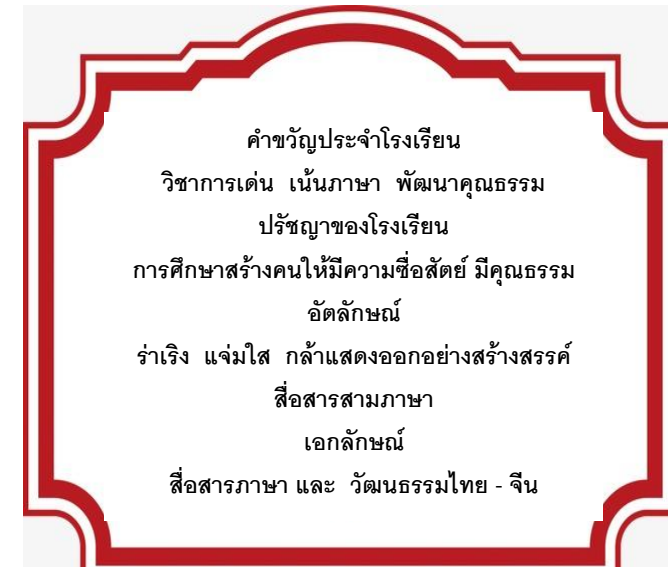 คำขวัญประจำโรงเรียน
วิชาการเด่น เน้นภาษา พัฒนาคุณธรรม
ปรัชญาของโรงเรียน
การศึกษาสร้างคนให้มีความซื่อสัตย์ มีคุณธรรม
อัตลักษณ์
ร่าเริง แจ่มใส กล้าแสดงออกอย่างสร้างสรรค์
สื่อสารสามภาษา
เอกลักษณ์
สื่อสารภาษา และ วัฒนธรรมไทย - จีน